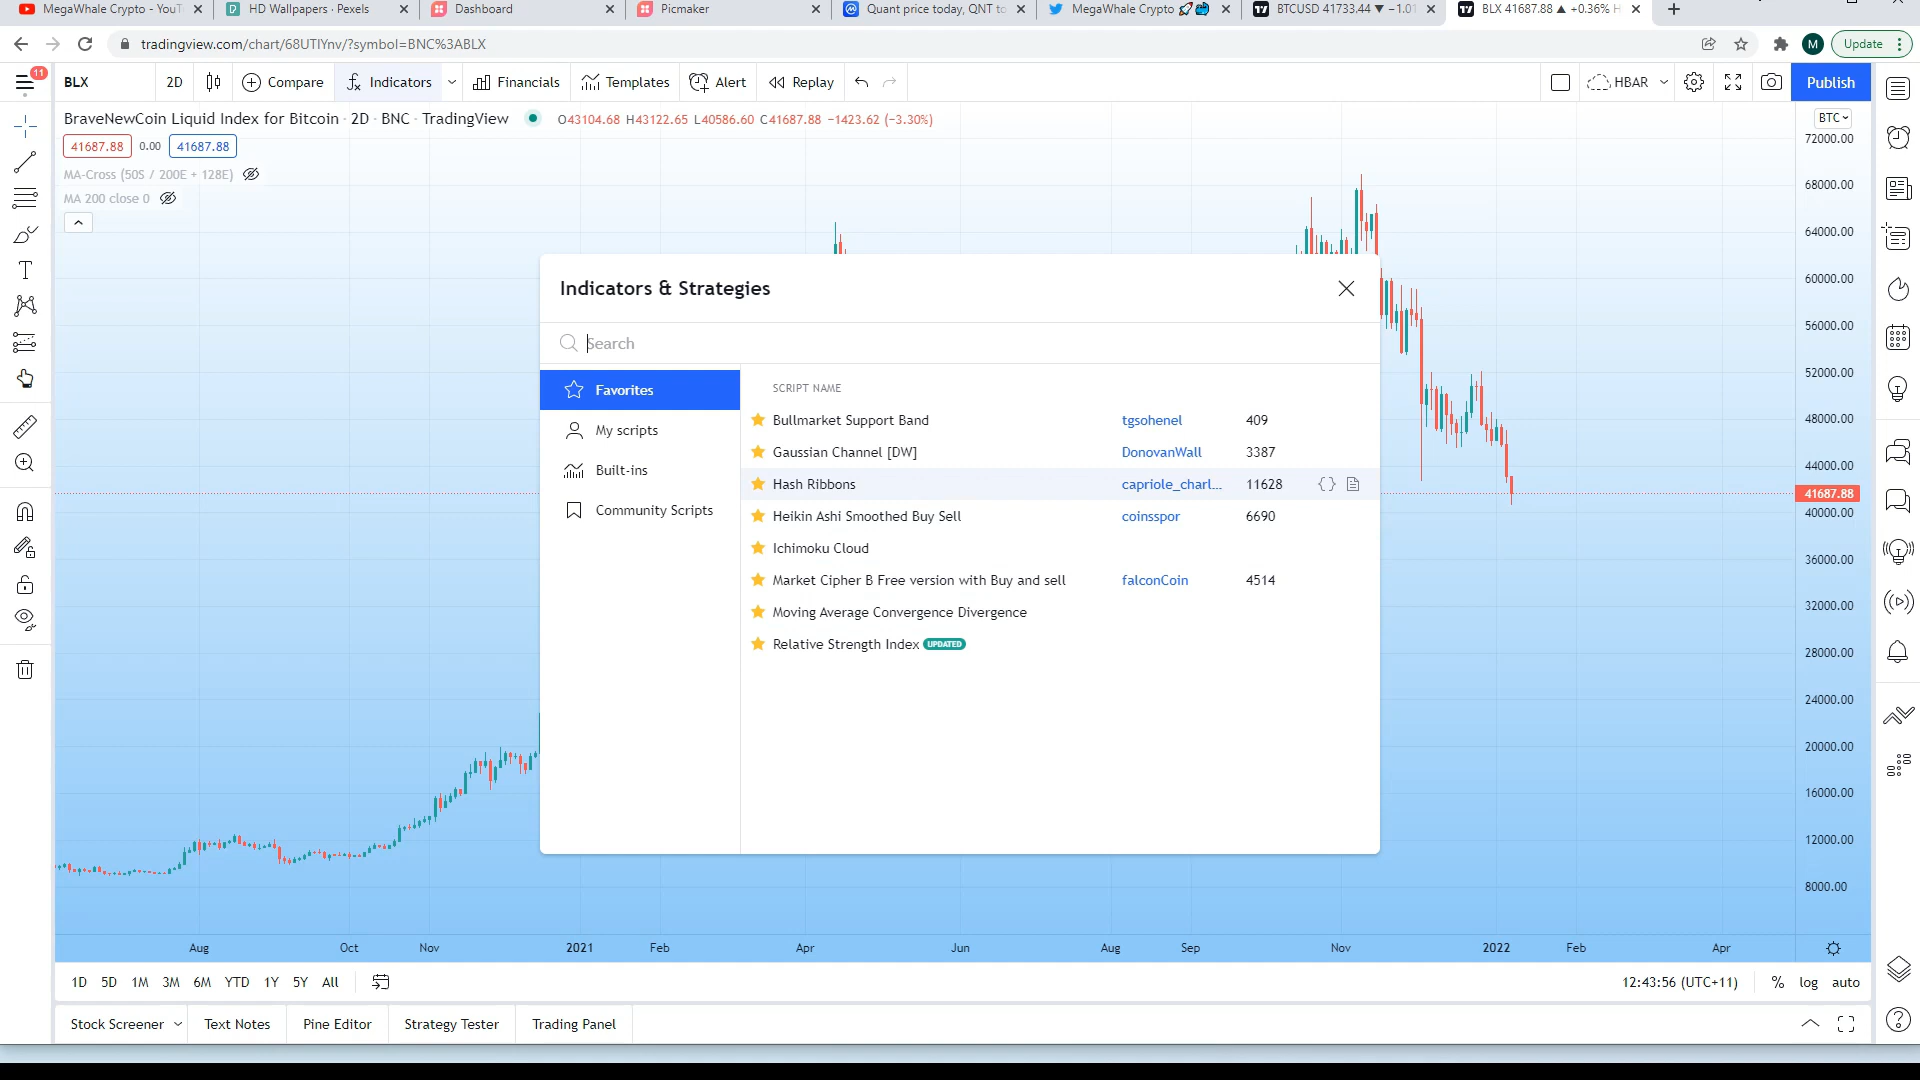 MegaWhale Crypto - YouT
HD Wallpapers · Pexels
Dashboard
Picmaker
Quant price today, QNT to
MegaWhale Crypto
BTCUSD 41733.44 ▼ −1.01
BLX 41687.88 ▲ +0.36% H
tradingview.com/chart/68UTIYnv/?symbol=BNC%3ABLX
M
Update
11
BLX
2D
Compare
Indicators
Financials
Templates
Alert
Replay
HBAR
Publish
BraveNewCoin Liquid Index for Bitcoin · 2D · BNC · TradingView
O43104.68 H43122.65 L40586.60 C41687.88 −1423.62 (−3.30%)
BTC
41687.88 0.00 41687.88
MA-Cross (50S / 200E + 128E)
MA 200 close 0
72000.00
68000.00
64000.00
60000.00
56000.00
52000.00
48000.00
44000.00
41687.88
40000.00
36000.00
32000.00
28000.00
24000.00
20000.00
16000.00
12000.00
8000.00
Indicators & Strategies
Search
Favorites
My scripts
Built-ins
Community Scripts
SCRIPT NAME
Bullmarket Support Band tgsohenel 409
Gaussian Channel [DW] DonovanWall 3387
Hash Ribbons capriole_charl... 11628
Heikin Ashi Smoothed Buy Sell coinsspor 6690
Ichimoku Cloud
Market Cipher B Free version with Buy and sell falconCoin 4514
Moving Average Convergence Divergence
Relative Strength Index UPDATED
Aug Oct Nov 2021 Feb Apr Jun Aug Sep Nov 2022 Feb Apr
1D 5D 1M 3M 6M YTD 1Y 5Y All
12:43:56 (UTC+11) % log auto
Stock Screener Text Notes Pine Editor Strategy Tester Trading Panel